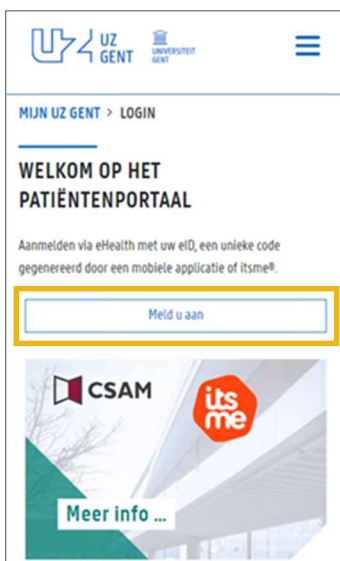 UZ
GENT
UNIVERSITEIT
GENT
MIJN UZ GENT > LOGIN
WELKOM OP HET
PATIËNTENPORTAAL
Aanmelden via eHealth met uw eID, een unieke code
gegenereerd door een mobiele applicatie of itsme®.
Meld u aan
CSAM
its
me
Meer info ...